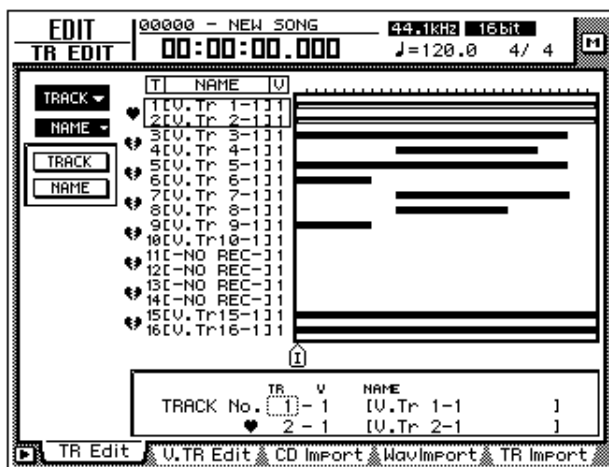 EDIT
TR EDIT
00000 - NEW SONG
00:00:00.000
44.1kHz 16bit
♩=120.0 4/ 4
M
TRACK
NAME
TRACK
NAME
T NAME V
1[V.Tr 1-1]1
2[V.Tr 2-1]1
3[V.Tr 3-1]1
4[V.Tr 4-1]1
5[V.Tr 5-1]1
6[V.Tr 6-1]1
7[V.Tr 7-1]1
8[V.Tr 8-1]1
9[V.Tr 9-1]1
10[V.Tr10-1]1
11[-NO REC-]1
12[-NO REC-]1
13[-NO REC-]1
14[-NO REC-]1
15[V.Tr15-1]1
16[V.Tr16-1]1
I
TR V NAME
TRACK No. 1 - 1 [V.Tr 1-1 ]
♥ 2 - 1 [V.Tr 2-1 ]
TR Edit V.TR Edit CD Import WavImport TR Import